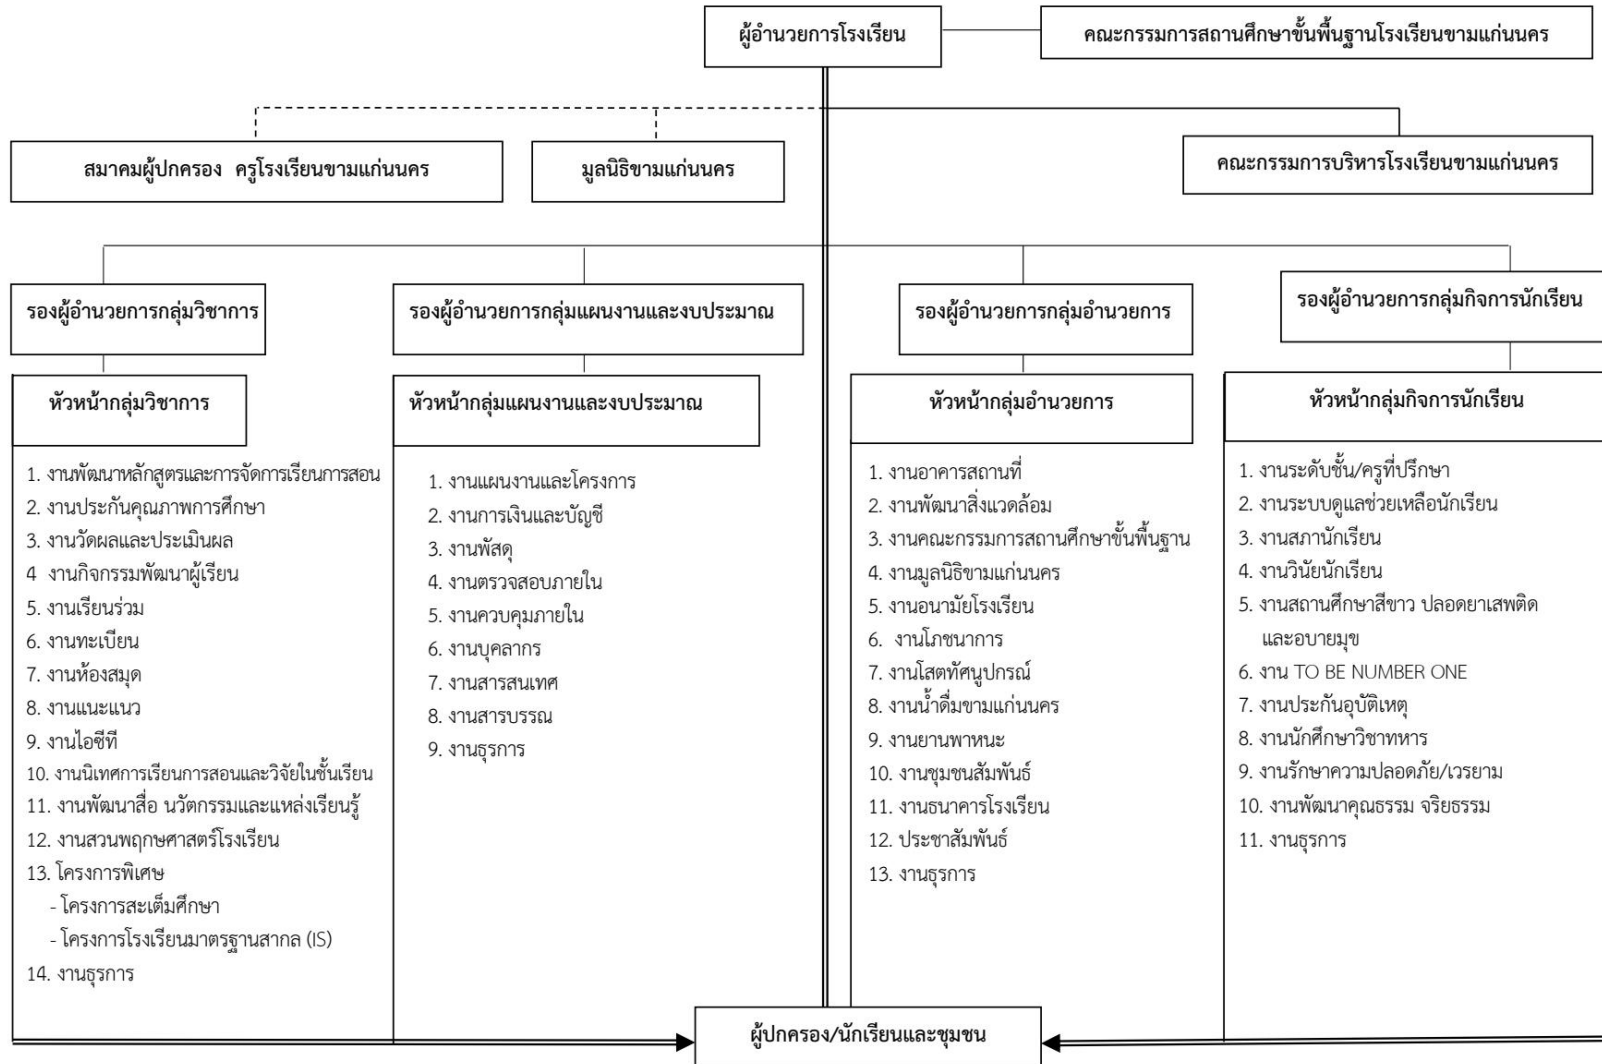 ผู้อำนวยการโรงเรียน
คณะกรรมการสถานศึกษาขั้นพื้นฐานโรงเรียนขามแก่นนคร
สมาคมผู้ปกครอง ครูโรงเรียนขามแก่นนคร
มูลนิธิขามแก่นนคร
คณะกรรมการบริหารโรงเรียนขามแก่นนคร
รองผู้อำนวยการกลุ่มวิชาการ
หัวหน้ากลุ่มวิชาการ
1. งานพัฒนาหลักสูตรและการจัดการเรียนการสอน
2. งานประกันคุณภาพการศึกษา
3. งานวัดผลและประเมินผล
4 งานกิจกรรมพัฒนาผู้เรียน
5. งานเรียนร่วม
6. งานทะเบียน
7. งานห้องสมุด
8. งานแนะแนว
9. งานไอซีที
10. งานนิเทศการเรียนการสอนและวิจัยในชั้นเรียน
11. งานพัฒนาสื่อ นวัตกรรมและแหล่งเรียนรู้
12. งานสวนพฤกษศาสตร์โรงเรียน
13. โครงการพิเศษ
- โครงการสะเต็มศึกษา
- โครงการโรงเรียนมาตรฐานสากล (IS)
14. งานธุรการ
รองผู้อำนวยการกลุ่มแผนงานและงบประมาณ
หัวหน้ากลุ่มแผนงานและงบประมาณ
1. งานแผนงานและโครงการ
2. งานการเงินและบัญชี
3. งานพัสดุ
4. งานตรวจสอบภายใน
5. งานควบคุมภายใน
6. งานบุคลากร
7. งานสารสนเทศ
8. งานสารบรรณ
9. งานธุรการ
รองผู้อำนวยการกลุ่มอำนวยการ
หัวหน้ากลุ่มอำนวยการ
1. งานอาคารสถานที่
2. งานพัฒนาสิ่งแวดล้อม
3. งานคณะกรรมการสถานศึกษาขั้นพื้นฐาน
4. งานมูลนิธิขามแก่นนคร
5. งานอนามัยโรงเรียน
6. งานโภชนาการ
7. งานโสตทัศนูปกรณ์
8. งานน้ำดื่มขามแก่นนคร
9. งานยานพาหนะ
10. งานชุมชนสัมพันธ์
11. งานธนาคารโรงเรียน
12. ประชาสัมพันธ์
13. งานธุรการ
รองผู้อำนวยการกลุ่มกิจการนักเรียน
หัวหน้ากลุ่มกิจการนักเรียน
1. งานระดับชั้น/ครูที่ปรึกษา
2. งานระบบดูแลช่วยเหลือนักเรียน
3. งานสภานักเรียน
4. งานวินัยนักเรียน
5. งานสถานศึกษาสีขาว ปลอดยาเสพติด
และอบายมุข
6. งาน TO BE NUMBER ONE
7. งานประกันอุบัติเหตุ
8. งานนักศึกษาวิชาทหาร
9. งานรักษาความปลอดภัย/เวรยาม
10. งานพัฒนาคุณธรรม จริยธรรม
11. งานธุรการ
ผู้ปกครอง/นักเรียนและชุมชน